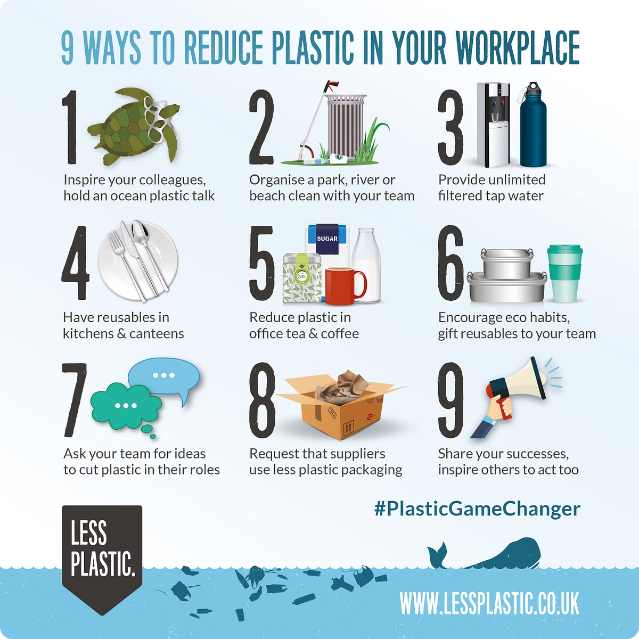 9 WAYS TO REDUCE PLASTIC IN YOUR WORKPLACE
1
Inspire your colleagues,
hold an ocean plastic talk
2
Organise a park, river or
beach clean with your team
3
Provide unlimited
filtered tap water
4
Have reusables in
kitchens & canteens
5
SUGAR
Reduce plastic in
office tea & coffee
6
Encourage eco habits,
gift reusables to your team
7
Ask your team for ideas
to cut plastic in their roles
8
Request that suppliers
use less plastic packaging
9
Share your successes,
inspire others to act too
#PlasticGameChanger
LESS
PLASTIC.
WWW.LESSPLASTIC.CO.UK